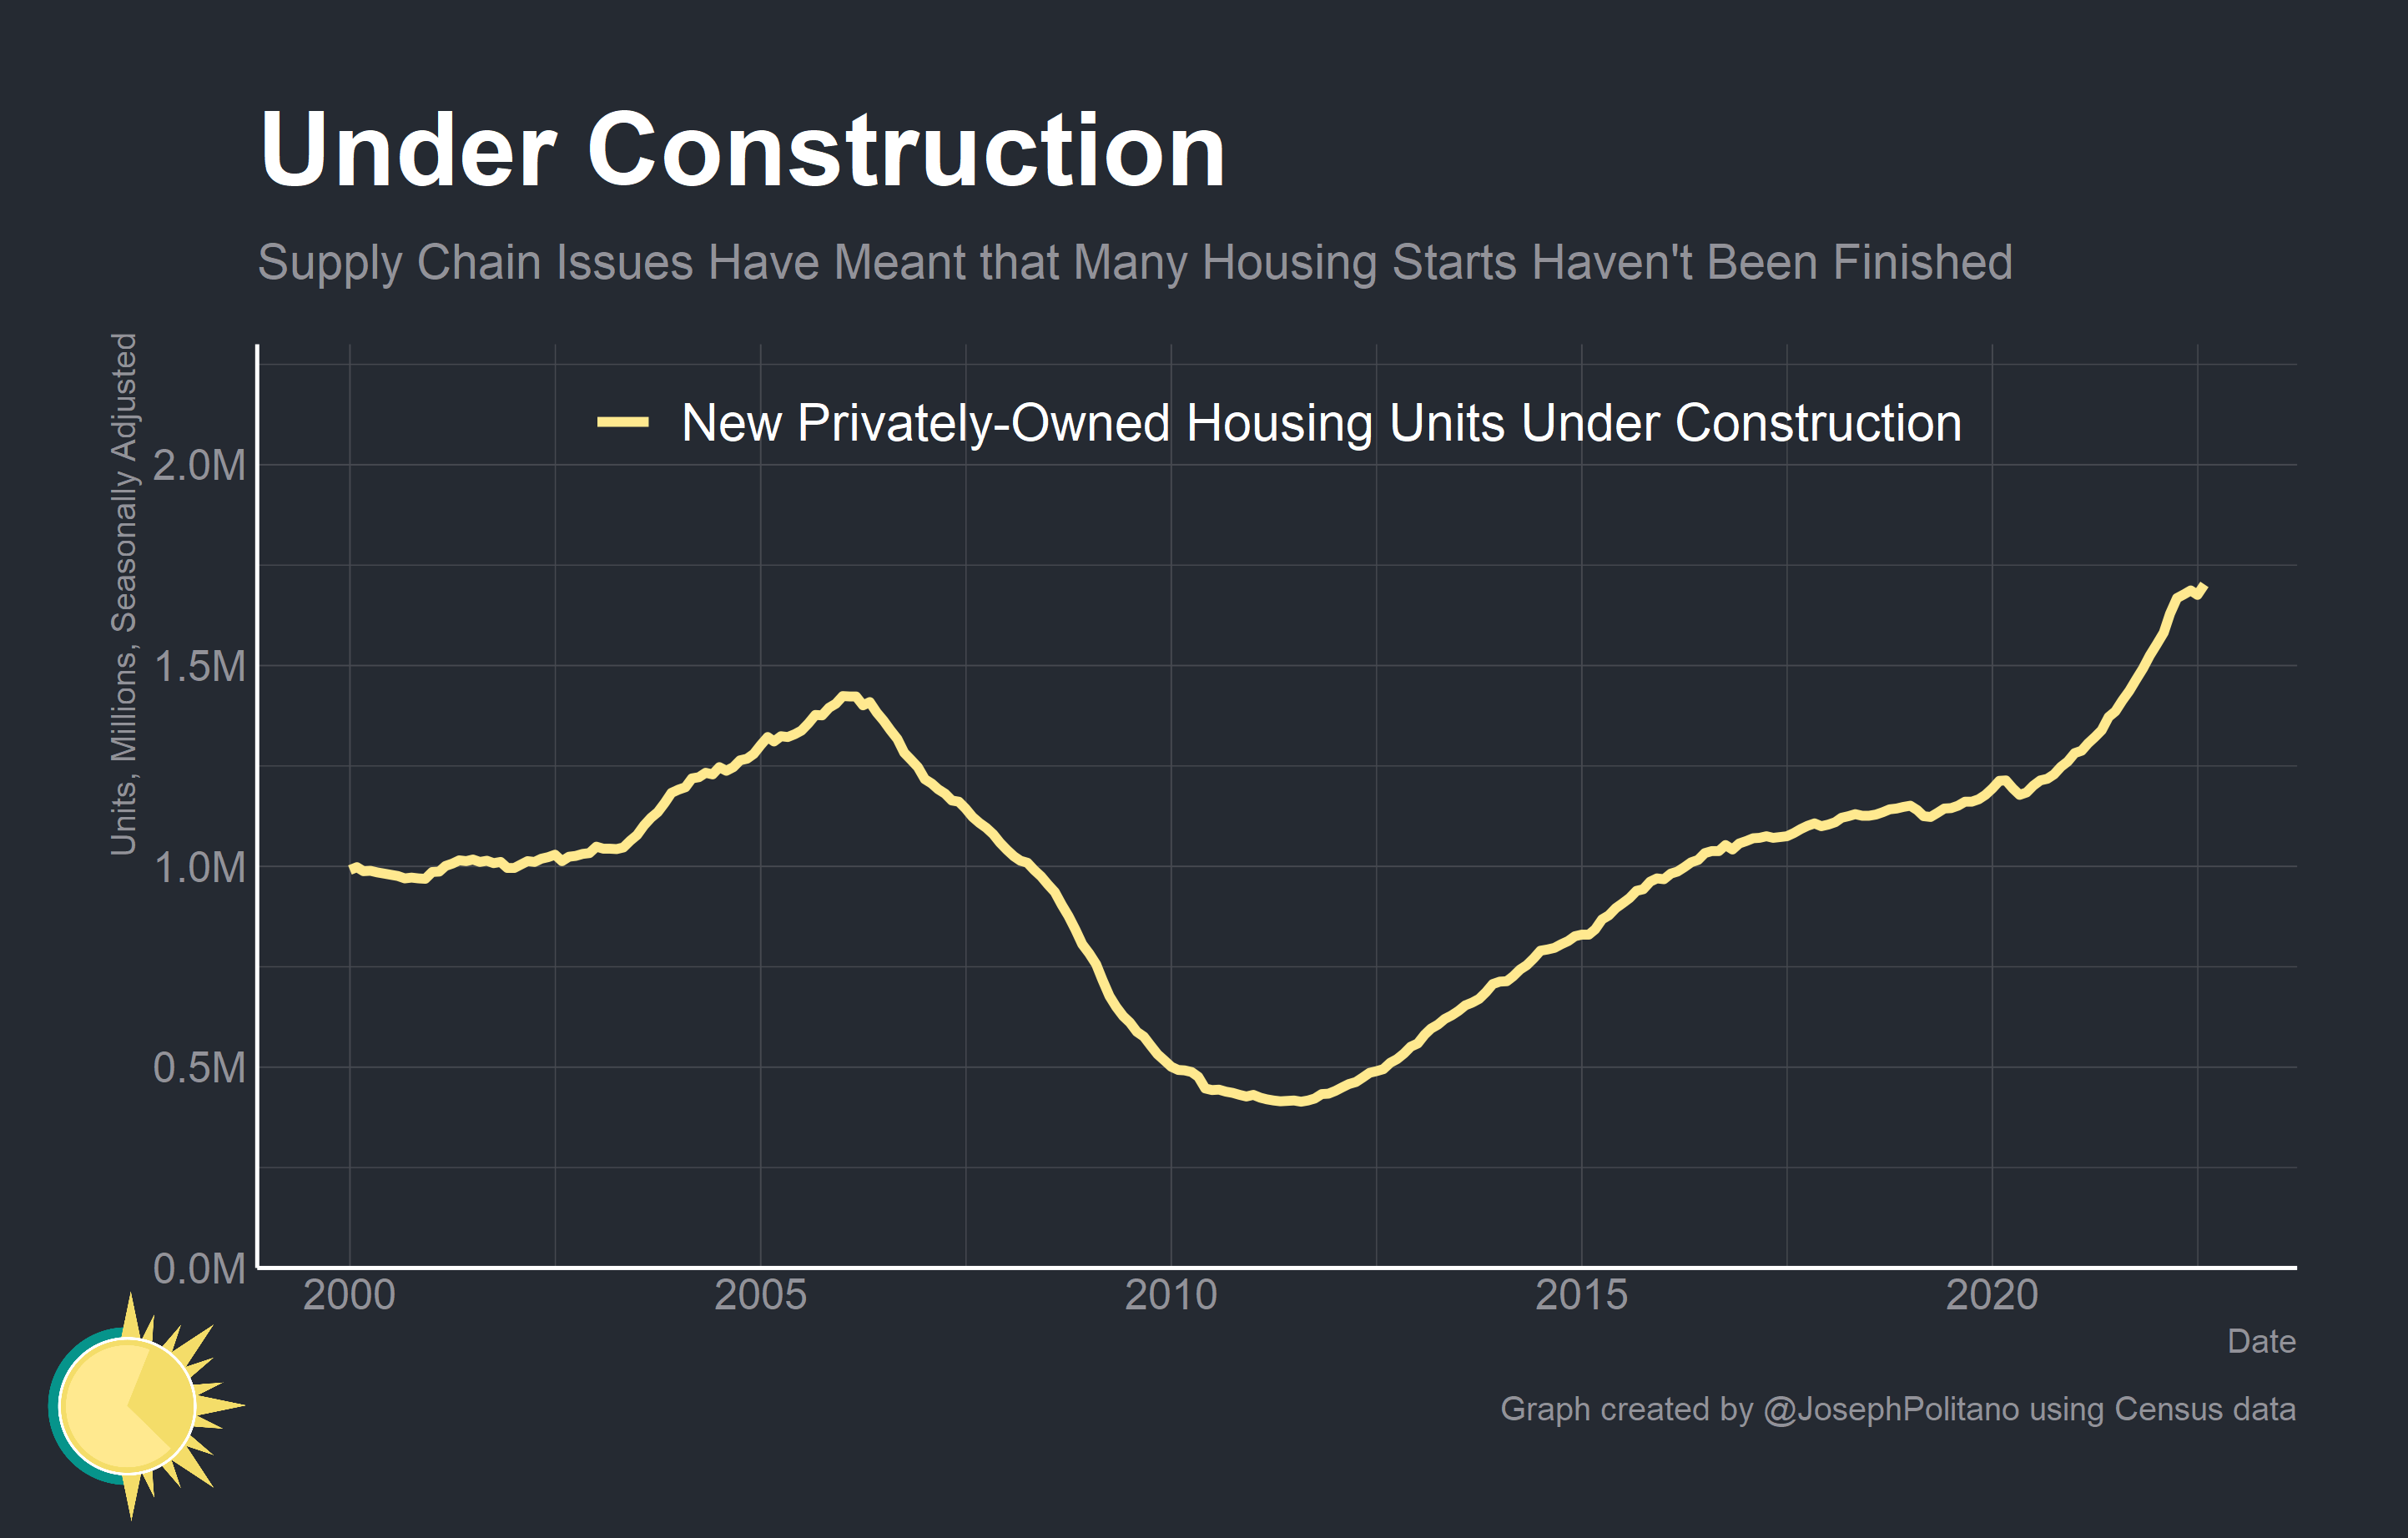 Under Construction
Supply Chain Issues Have Meant that Many Housing Starts Haven't Been Finished
Units, Millions, Seasonally Adjusted
New Privately-Owned Housing Units Under Construction
2.0M
1.5M
1.0M
0.5M
0.0M
2000 2005 2010 2015 2020
Date
Graph created by @JosephPolitano using Census data